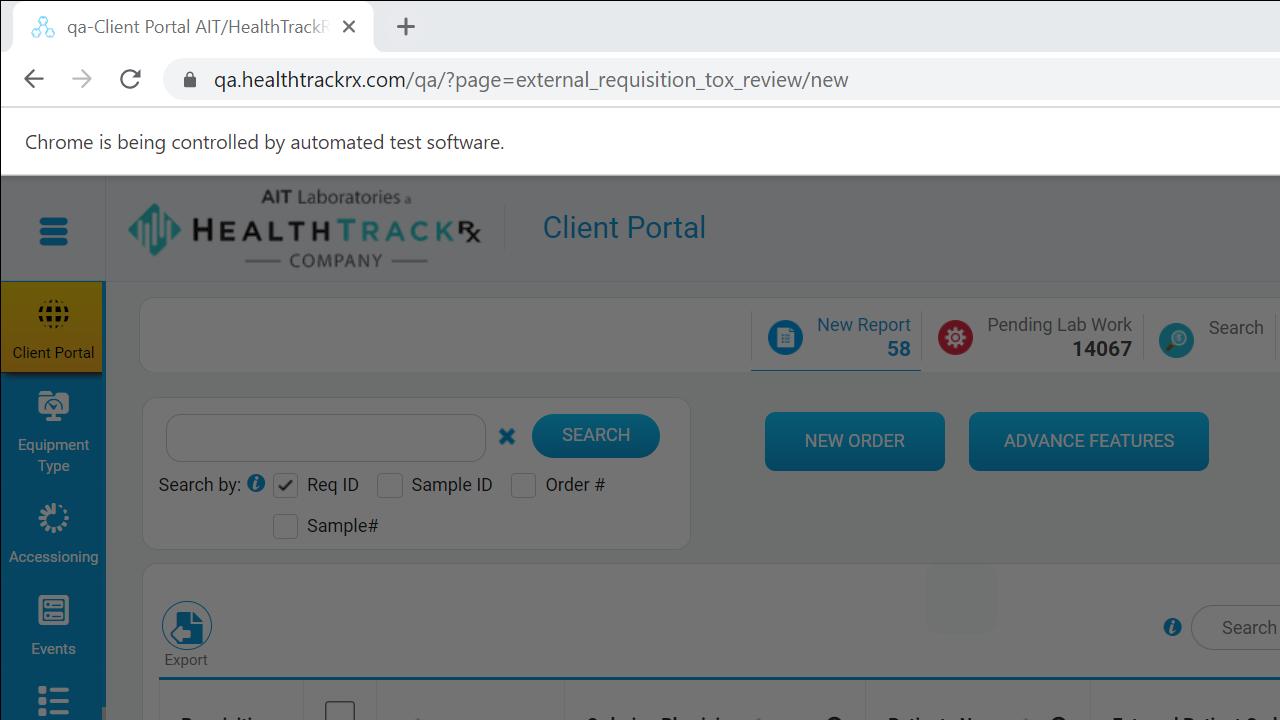 qa-Client Portal AIT/HealthTrackR
qa.healthtrackrx.com/qa/?page=external_requisition_tox_review/new
Chrome is being controlled by automated test software.
AIT Laboratories a
HEALTHTRACKRx
COMPANY
Client Portal
Client Portal
New Report
58
Pending Lab Work
14067
Search
Equipment
Type
SEARCH
NEW ORDER
ADVANCE FEATURES
Search by:
Req ID
Sample ID
Order #
Sample#
Accessioning
Events
Export
Search